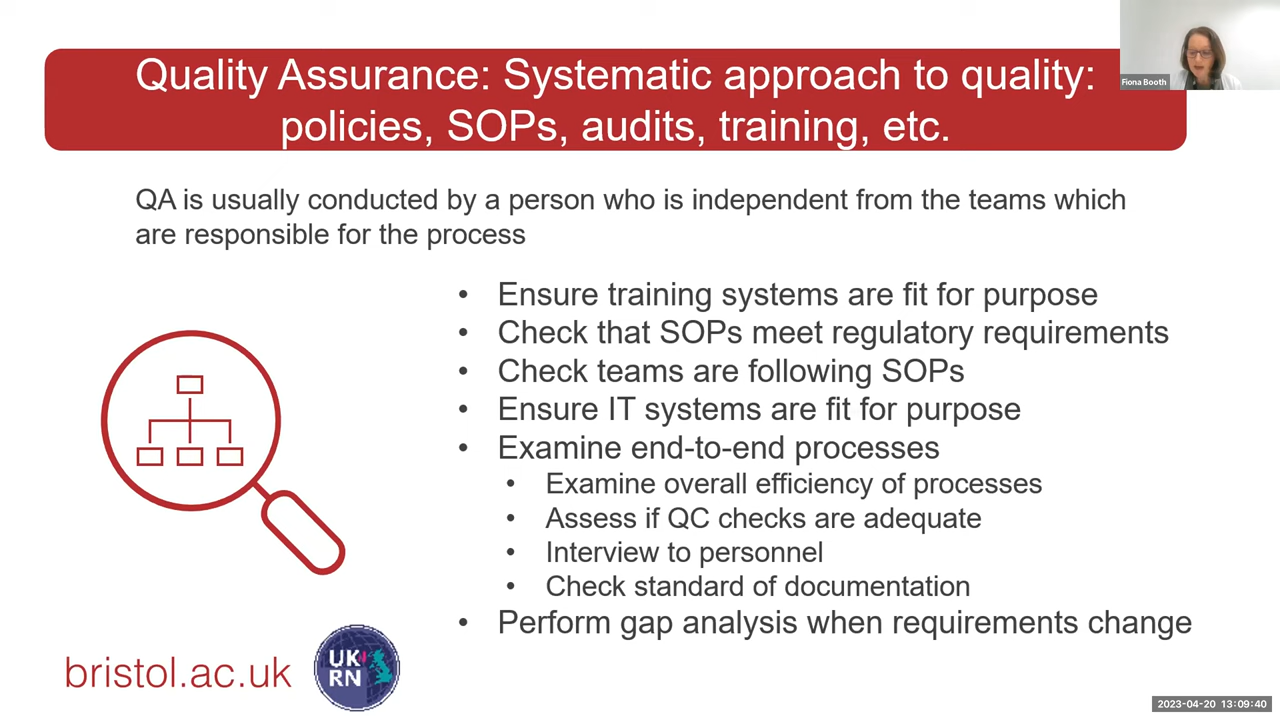 Quality Assurance: Systematic approach to quality:
policies, SOPs, audits, training, etc.
Fiona Booth
QA is usually conducted by a person who is independent from the teams which
are responsible for the process
• Ensure training systems are fit for purpose
• Check that SOPs meet regulatory requirements
• Check teams are following SOPs
• Ensure IT systems are fit for purpose
• Examine end-to-end processes
• Examine overall efficiency of processes
• Assess if QC checks are adequate
• Interview to personnel
• Check standard of documentation
• Perform gap analysis when requirements change
bristol.ac.uk
UK
RN
2023-04-20 13:09:40